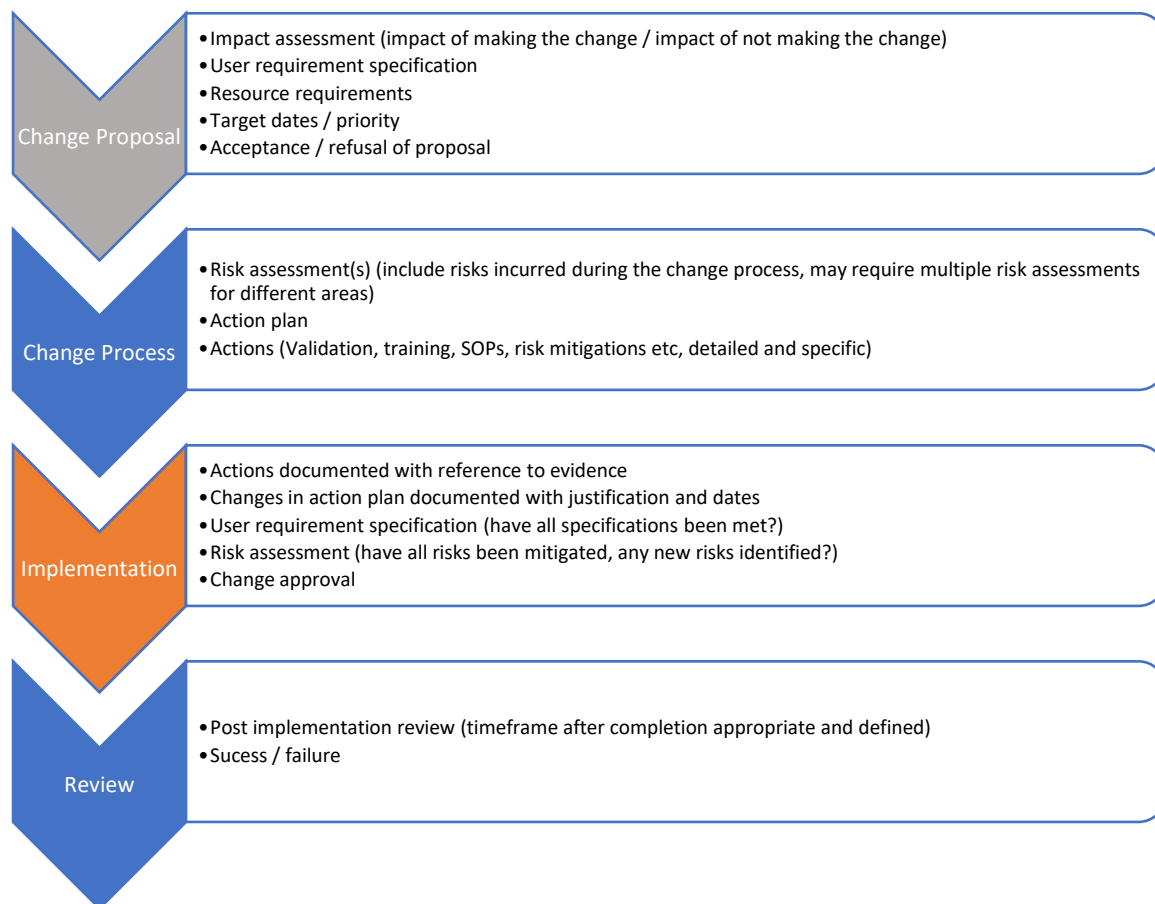 Change Proposal
•Impact assessment (impact of making the change / impact of not making the change)
•User requirement specification
•Resource requirements
•Target dates / priority
•Acceptance / refusal of proposal
Change Process
•Risk assessment(s) (include risks incurred during the change process, may require multiple risk assessments
for different areas)
•Action plan
•Actions (Validation, training, SOPs, risk mitigations etc, detailed and specific)
Implementation
•Actions documented with reference to evidence
•Changes in action plan documented with justification and dates
•User requirement specification (have all specifications been met?)
•Risk assessment (have all risks been mitigated, any new risks identified?)
•Change approval
Review
•Post implementation review (timeframe after completion appropriate and defined)
•Sucess / failure